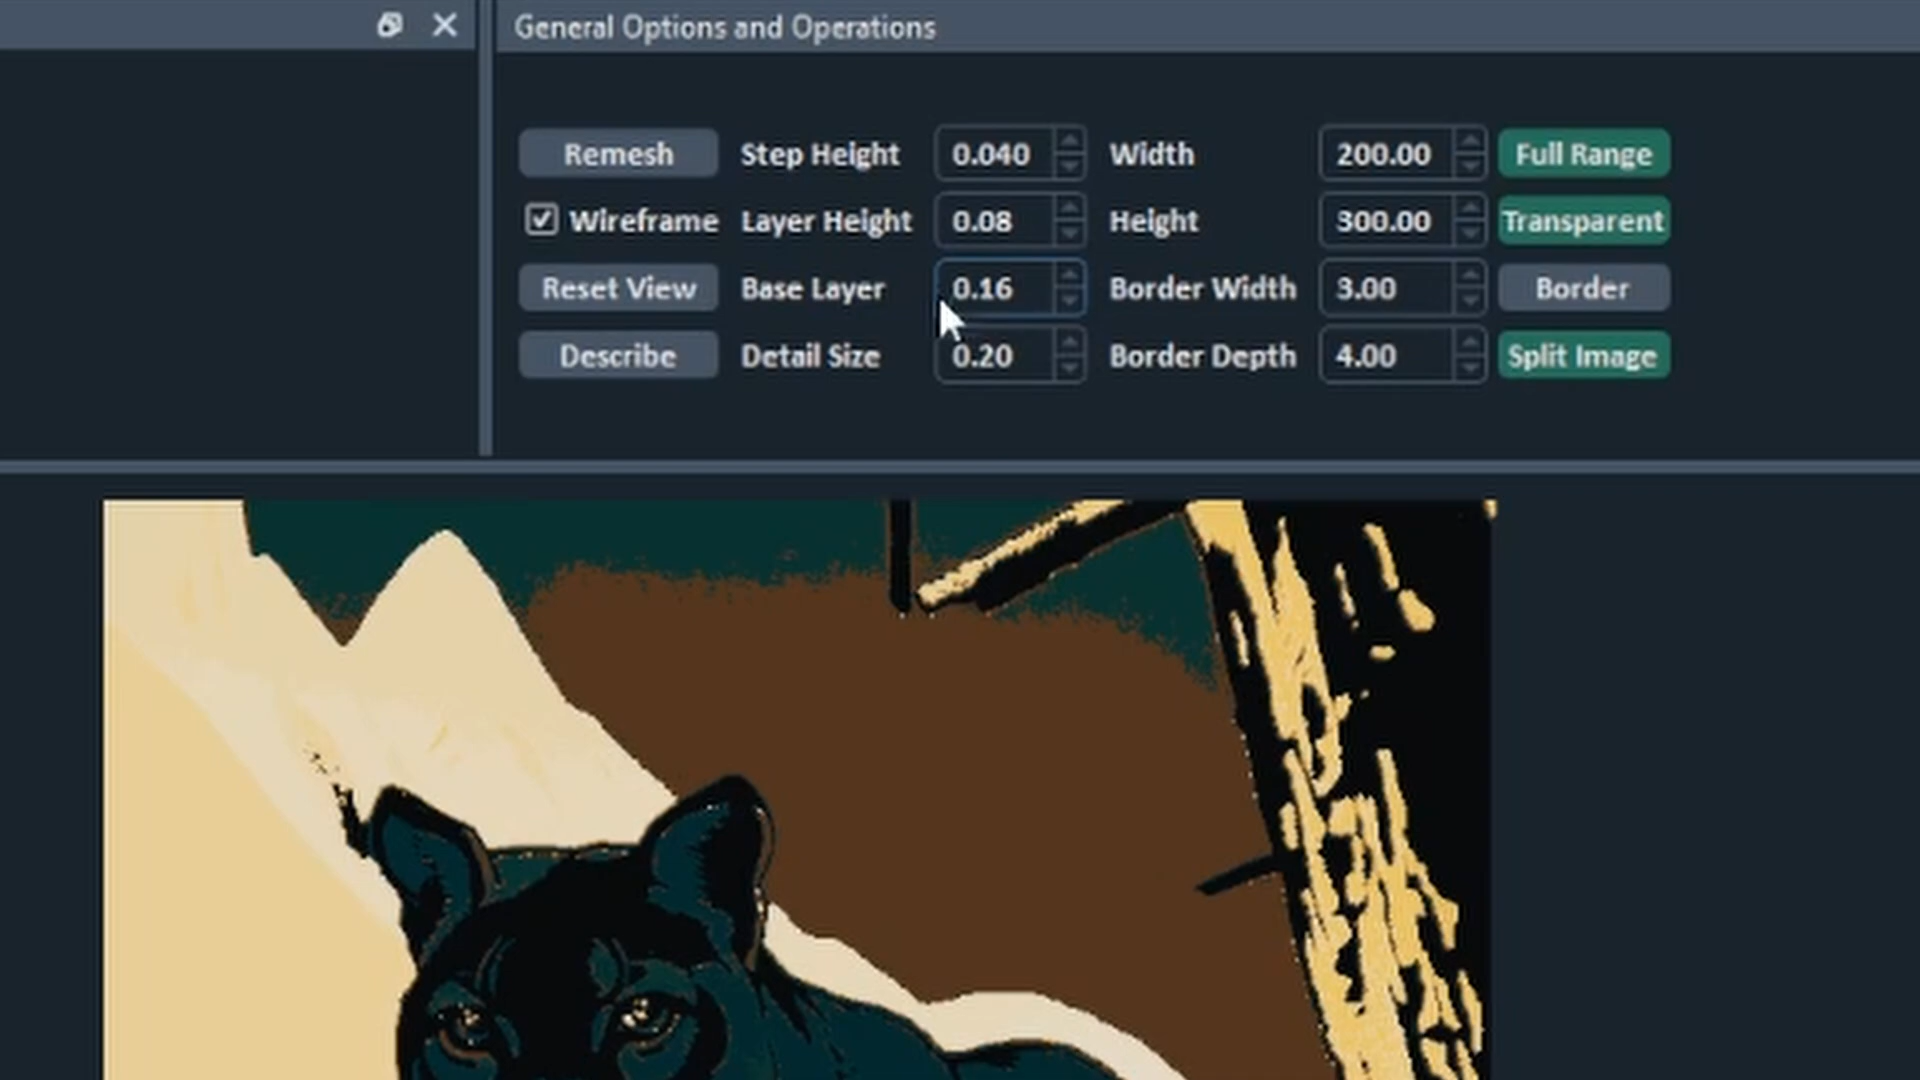 General Options and Operations
Remesh Step Height 0.040 Width 200.00 Full Range
Wireframe Layer Height 0.08 Height 300.00 Transparent
Reset View Base Layer 0.16 Border Width 3.00 Border
Describe Detail Size 0.20 Border Depth 4.00 Split Image